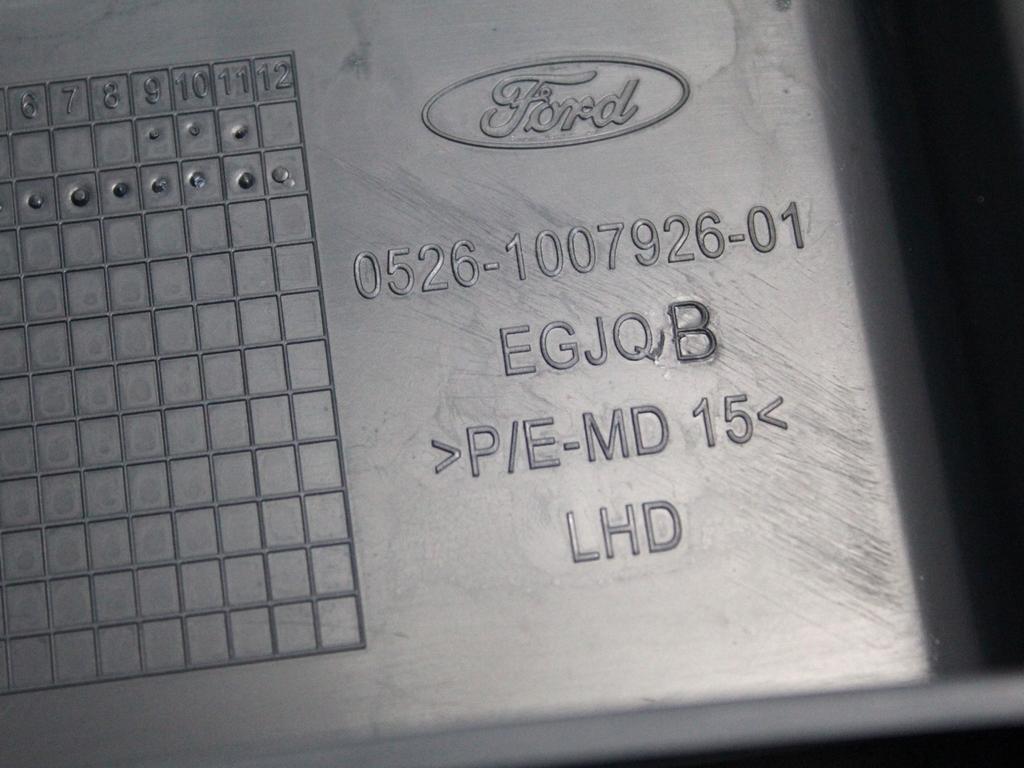 6 7 8 9 10 11 12
Ford
0526-1007926-01
EGJQ B
>P/E-MD 15<
LHD